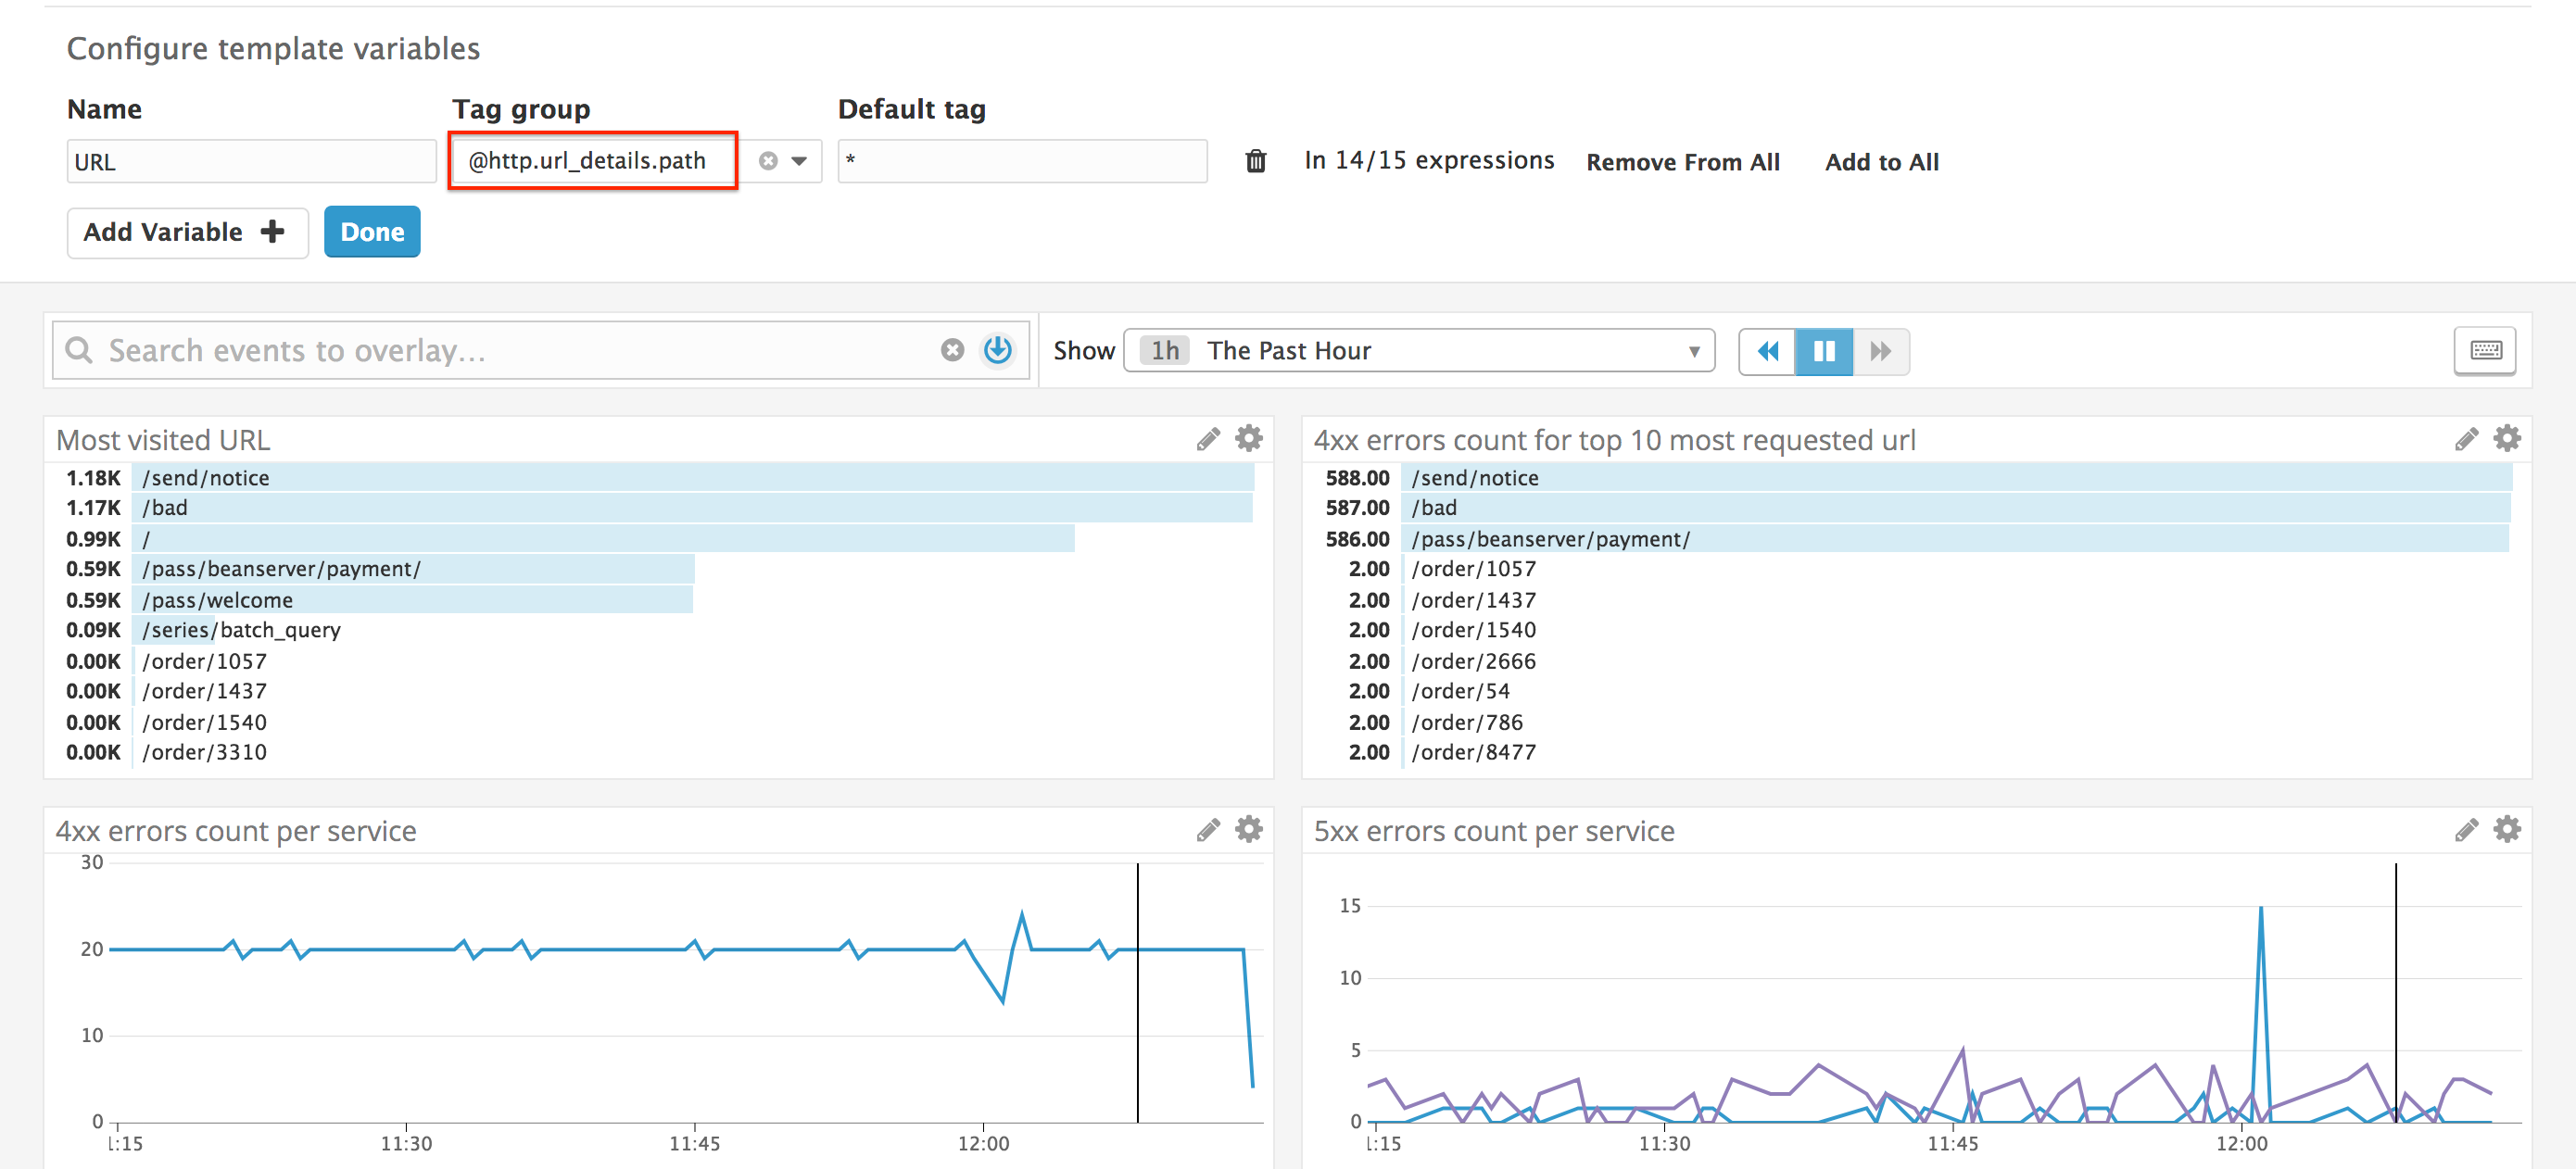 Configure template variables
Name Tag group Default tag
URL @http.url_details.path * In 14/15 expressions Remove From All Add to All
Add Variable Done
Search events to overlay... Show 1h The Past Hour
Most visited URL
1.18K /send/notice
1.17K /bad
0.99K /
0.59K /pass/beanserver/payment/
0.59K /pass/welcome
0.09K /series/batch_query
0.00K /order/1057
0.00K /order/1437
0.00K /order/1540
0.00K /order/3310
4xx errors count for top 10 most requested url
588.00 /send/notice
587.00 /bad
586.00 /pass/beanserver/payment/
2.00 /order/1057
2.00 /order/1437
2.00 /order/1540
2.00 /order/2666
2.00 /order/54
2.00 /order/786
2.00 /order/8477
4xx errors count per service
30
20
10
0
:15 11:30 11:45 12:00
5xx errors count per service
15
10
5
0
:15 11:30 11:45 12:00